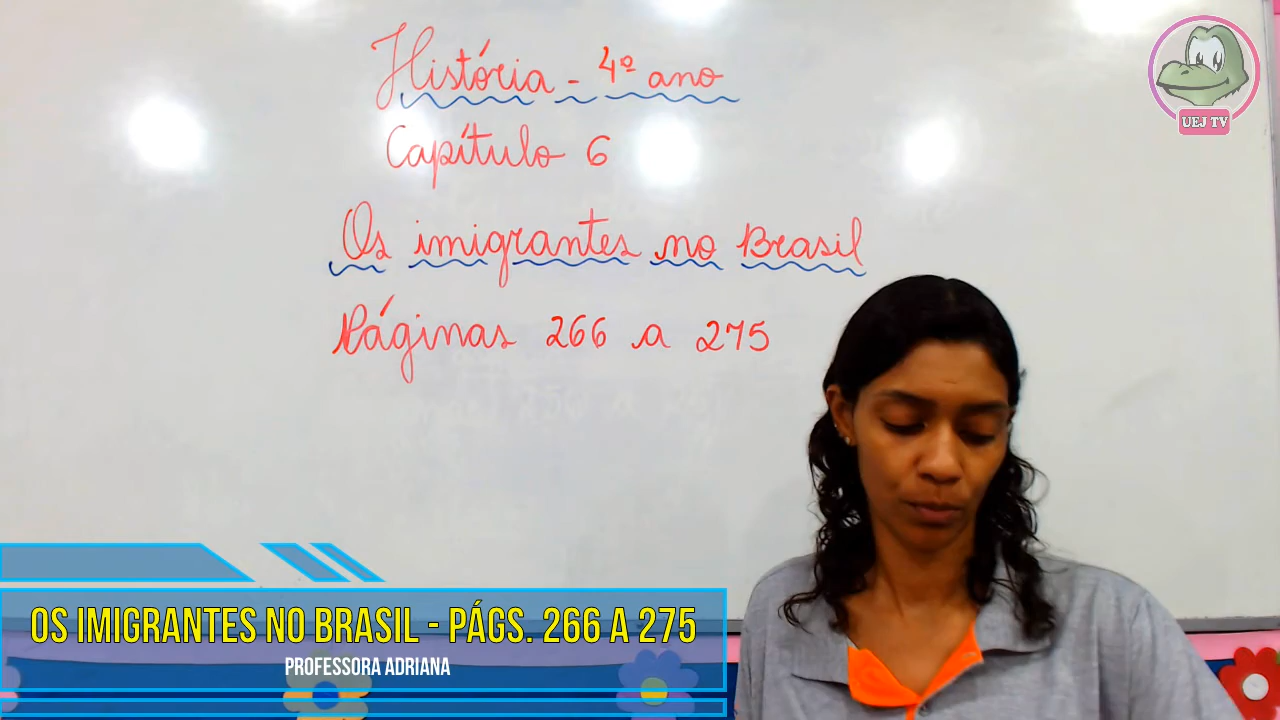 História - 4º ano
Capítulo 6
Os imigrantes no Brasil
Páginas 266 a 275
UEJ TV
OS IMIGRANTES NO BRASIL - PÁGS. 266 A 275
PROFESSORA ADRIANA